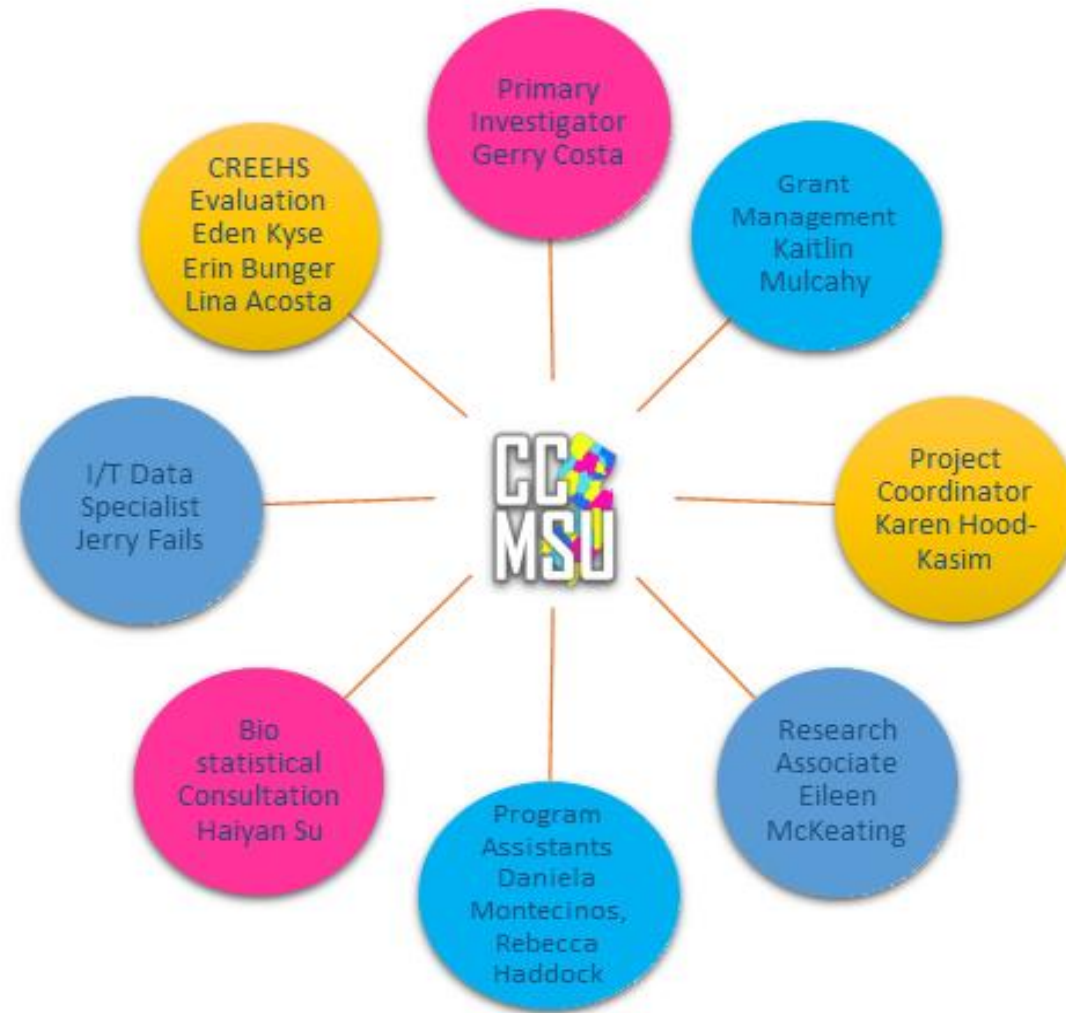 Primary
Investigator
Gerry Costa
Grant
Management
Kaitlin
Mulcahy
Project
Coordinator
Karen Hood-
Kasim
Research
Associate
Eileen
McKeating
Program
Assistants
Daniela
Montecinos,
Rebecca
Haddock
Bio
statistical
Consultation
Haiyan Su
I/T Data
Specialist
Jerry Fails
CREEHS
Evaluation
Eden Kyse
Erin Bunger
Lina Acosta
CC
MSU